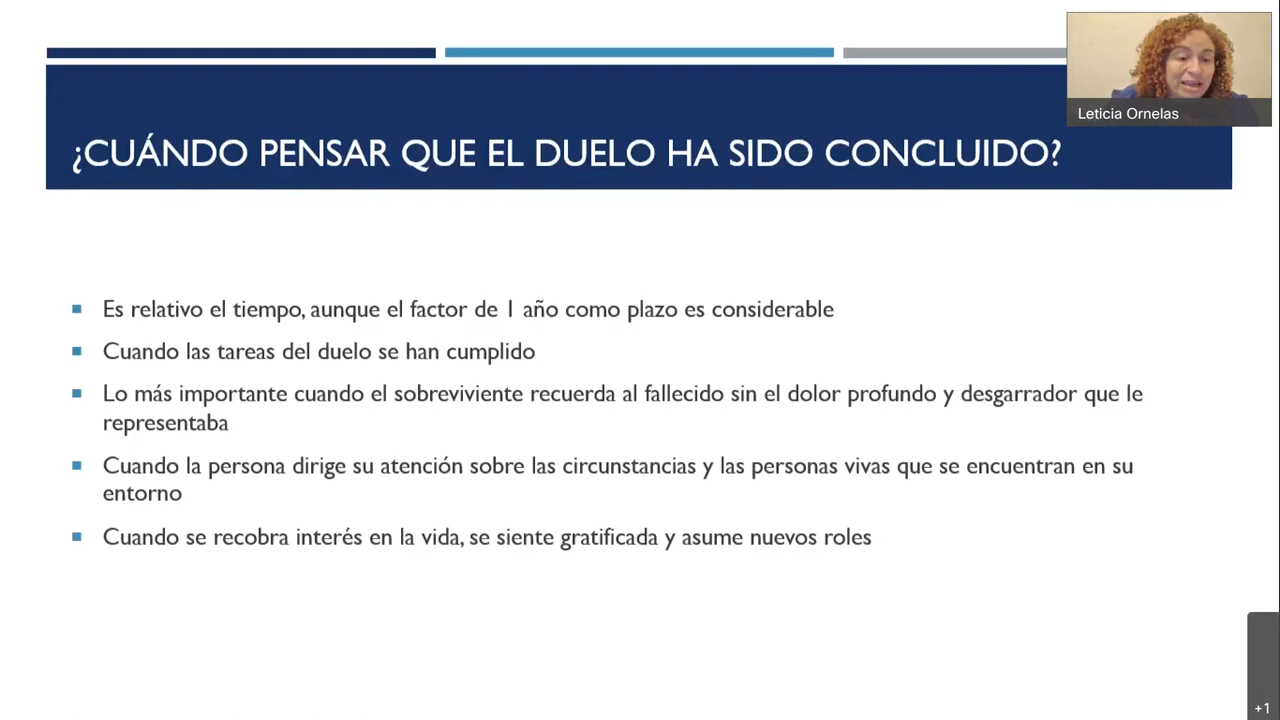 Leticia Ornelas
¿CUÁNDO PENSAR QUE EL DUELO HA SIDO CONCLUIDO?
Es relativo el tiempo, aunque el factor de 1 año como plazo es considerable
Cuando las tareas del duelo se han cumplido
Lo más importante cuando el sobreviviente recuerda al fallecido sin el dolor profundo y desgarrador que le
representaba
Cuando la persona dirige su atención sobre las circunstancias y las personas vivas que se encuentran en su
entorno
Cuando se recobra interés en la vida, se siente gratificada y asume nuevos roles
+1